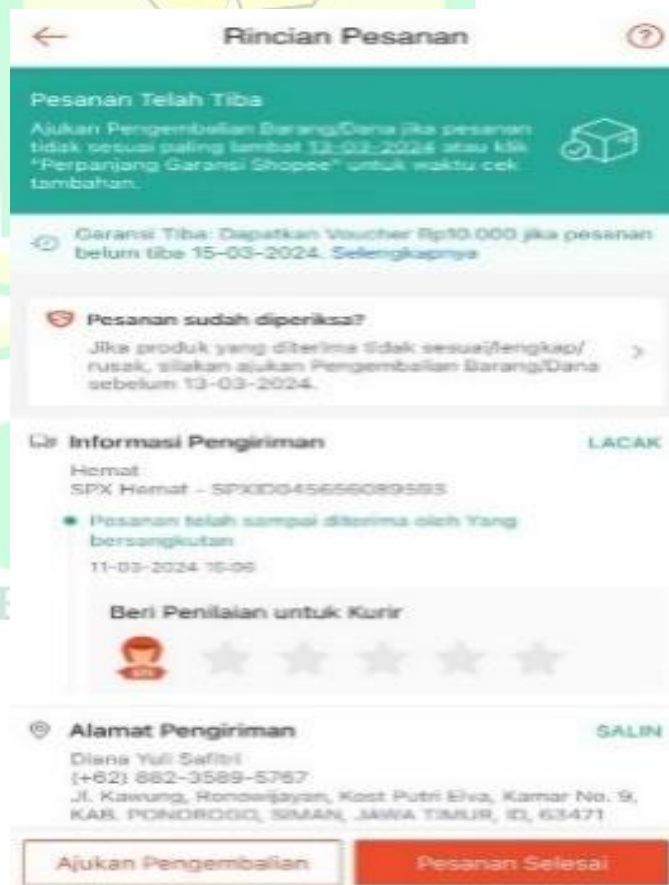 Rincian Pesanan
Pesanan Telah Tiba
Ajukan Pengembalian Barang/Dana jika pesanan
tidak sesuai paling lambat 13-03-2024 atau klik
"Perpanjang Garansi Shopee" untuk waktu cek
tambahan.
Garansi Tiba: Dapatkan Voucher Rp10.000 jika pesanan
belum tiba 15-03-2024. Selengkapnya
Pesanan sudah diperiksa?
Jika produk yang diterima tidak sesuai/lengkap/
rusak, silakan ajukan Pengembalian Barang/Dana
sebelum 13-03-2024.
Informasi Pengiriman LACAK
Hemat
SPX Hemat -
Pesanan telah sampai diterima oleh Yang
bersangkutan
11-03-2024
Beri Penilaian untuk Kurir
Alamat Pengiriman SALIN
Diana Yuli Safitri
(+62) 882-3589-5767
Jl. Kawung, Ronowijayan, Kost Putri Elva, Kamar No. 9,
KAB. PONOROGO, SIMAN, JAWA TIMUR, ID, 63471
Ajukan Pengembalian Pesanan Selesai